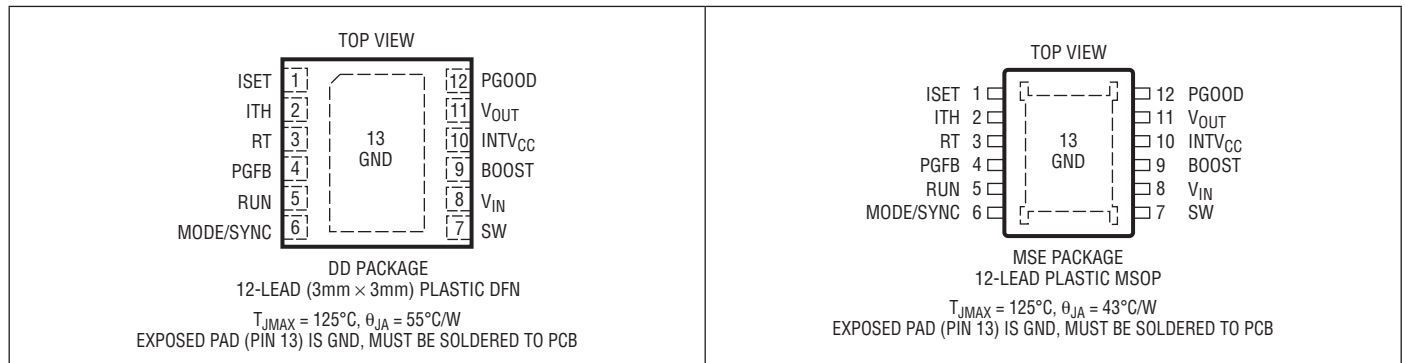 TOP VIEW
ISET 1
ITH 2
RT 3
PGFB 4
RUN 5
MODE/SYNC 6
13
GND
12 PGOOD
11 VOUT
10 INTVCC
9 BOOST
8 VIN
7 SW
DD PACKAGE
12-LEAD (3mm × 3mm) PLASTIC DFN
TJMAX = 125°C, θJA = 55°C/W
EXPOSED PAD (PIN 13) IS GND, MUST BE SOLDERED TO PCB
TOP VIEW
ISET 1
ITH 2
RT 3
PGFB 4
RUN 5
MODE/SYNC 6
13
GND
12 PGOOD
11 VOUT
10 INTVCC
9 BOOST
8 VIN
7 SW
MSE PACKAGE
12-LEAD PLASTIC MSOP
TJMAX = 125°C, θJA = 43°C/W
EXPOSED PAD (PIN 13) IS GND, MUST BE SOLDERED TO PCB